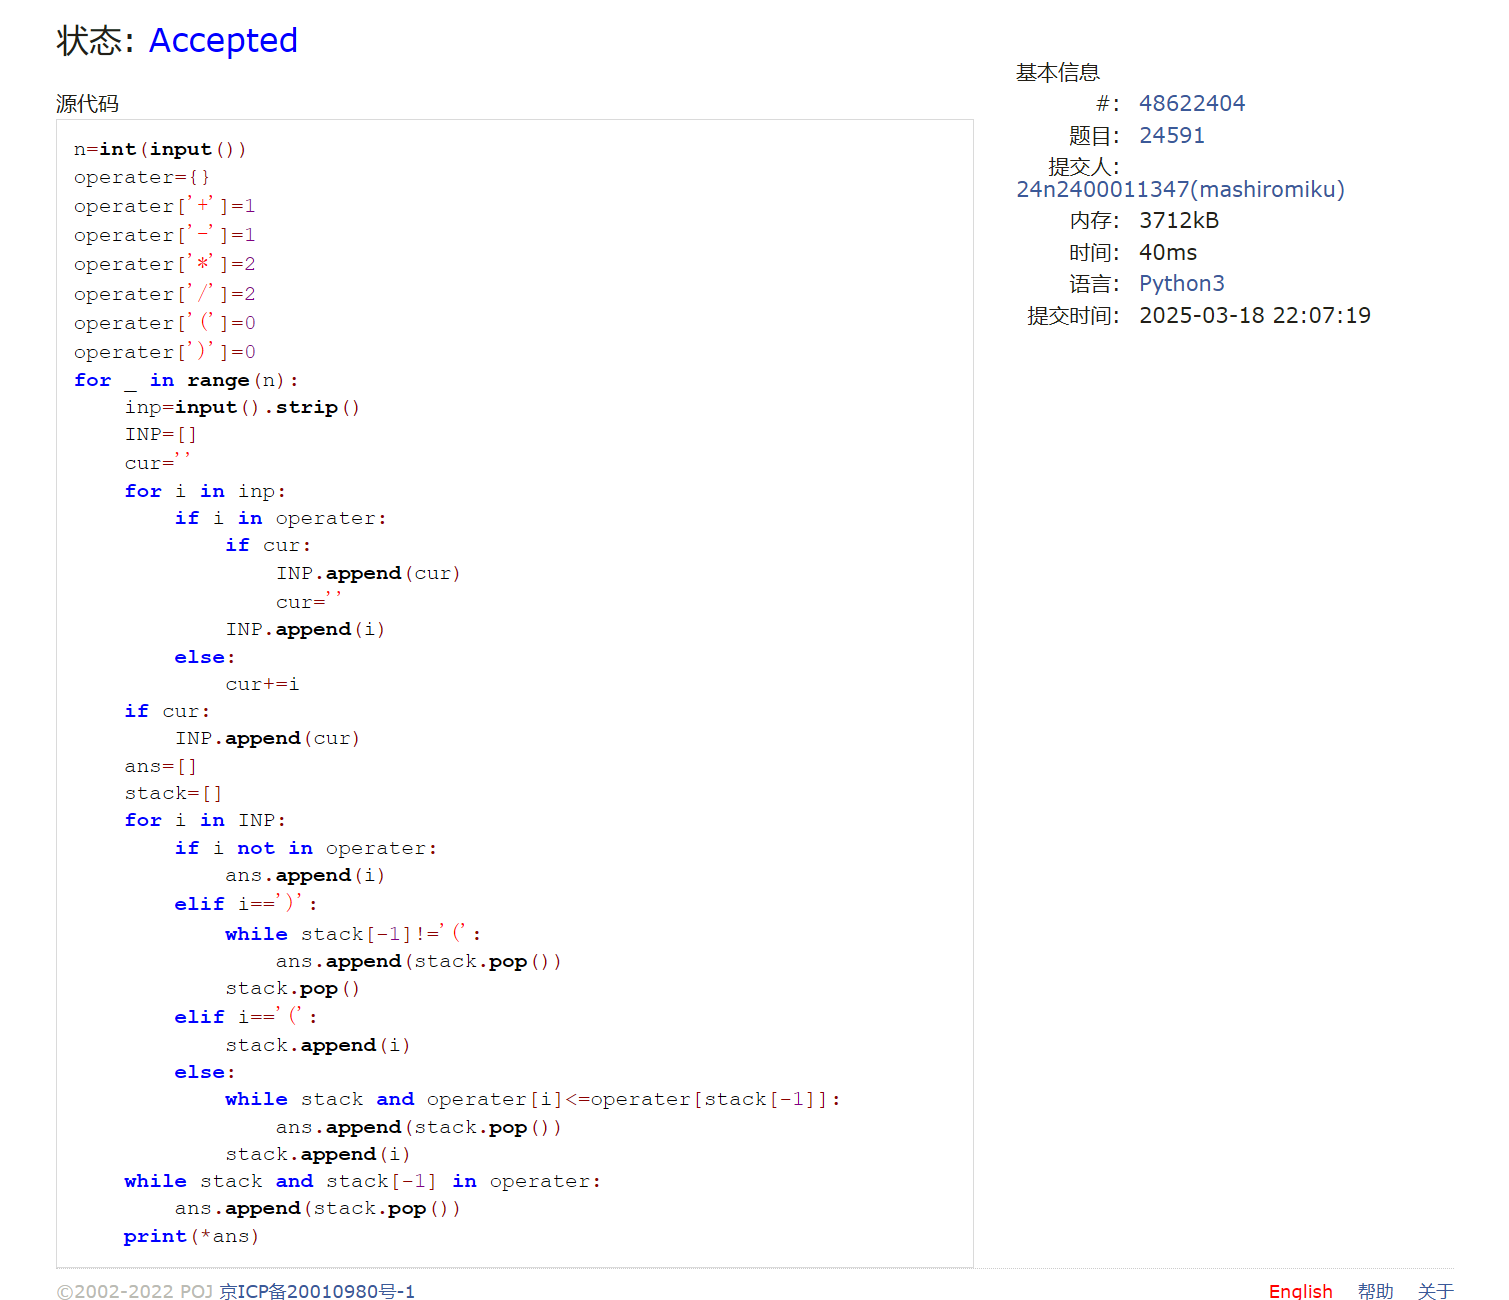 状态: Accepted
源代码
n=int(input())
operater={}
operater['+']=1
operater['-']=1
operater['*']=2
operater['/']=2
operater['(']=0
operater[')']=0
for _ in range(n):
    inp=input().strip()
    INP=[]
    cur=''
    for i in inp:
        if i in operater:
            if cur:
                INP.append(cur)
                cur=''
            INP.append(i)
        else:
            cur+=i
    if cur:
        INP.append(cur)
    ans=[]
    stack=[]
    for i in INP:
        if i not in operater:
            ans.append(i)
        elif i==')':
            while stack[-1]!='(':
                ans.append(stack.pop())
            stack.pop()
        elif i=='(':
            stack.append(i)
        else:
            while stack and operater[i]<=operater[stack[-1]]:
                ans.append(stack.pop())
            stack.append(i)
    while stack and stack[-1] in operater:
        ans.append(stack.pop())
    print(*ans)
基本信息
#: 48622404
题目: 24591
提交人:
24n2400011347(mashiromiku)
内存: 3712kB
时间: 40ms
语言: Python3
提交时间: 2025-03-18 22:07:19
©2002-2022 POJ 京ICP备20010980号-1
English 帮助 关于